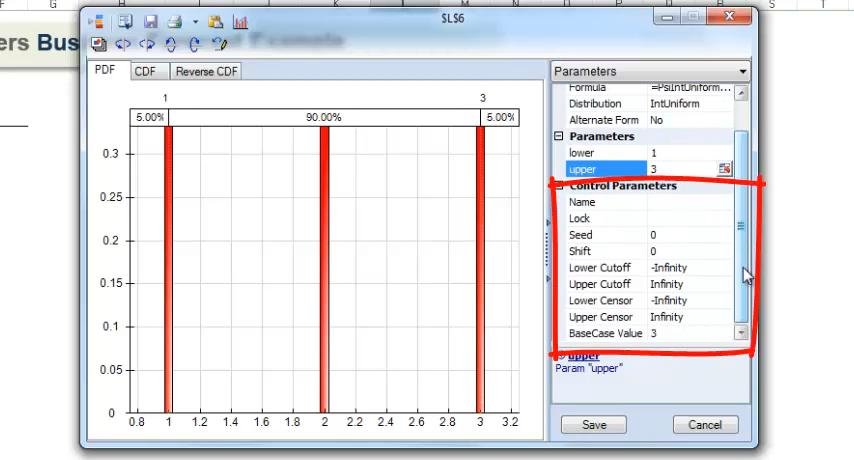 F
G
H
M
N
O
ers Bus
Example
$L$6
PDF
CDF
Reverse CDF
1
3
5.00%
90.00%
5.00%
0.3
0.25
0.2
0.15
0.1
0.05
0
0.8 1 1.2 1.4 1.6 1.8 2 2.2 2.4 2.6 2.8 3 3.2
Parameters
Formula =PsiIntUniform...
Distribution IntUniform
Alternate Form No
Parameters
lower 1
upper 3
Control Parameters
Name
Lock
Seed 0
Shift 0
Lower Cutoff -Infinity
Upper Cutoff Infinity
Lower Censor -Infinity
Upper Censor Infinity
BaseCase Value 3
upper
Param "upper"
Save
Cancel